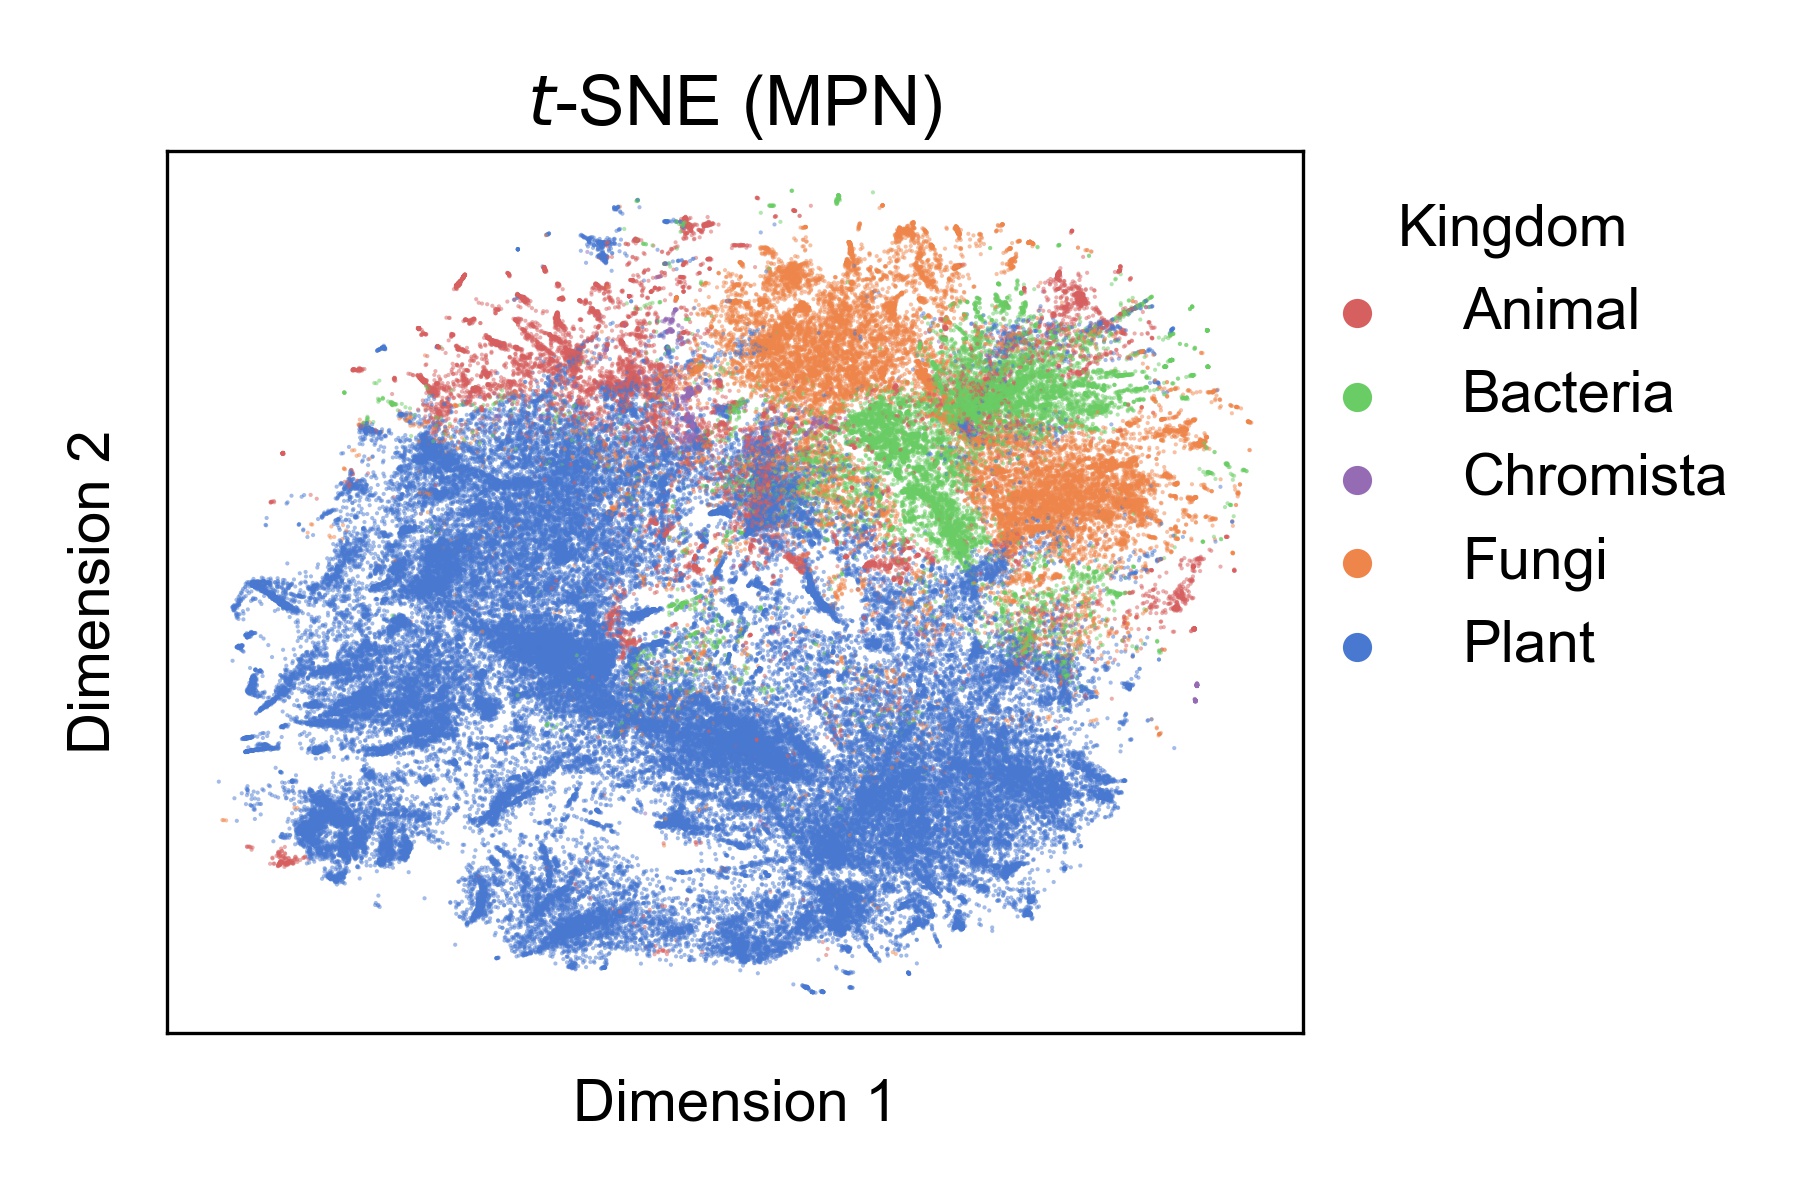 t-SNE (MPN)
Dimension 2
Dimension 1
Kingdom
Animal
Bacteria
Chromista
Fungi
Plant